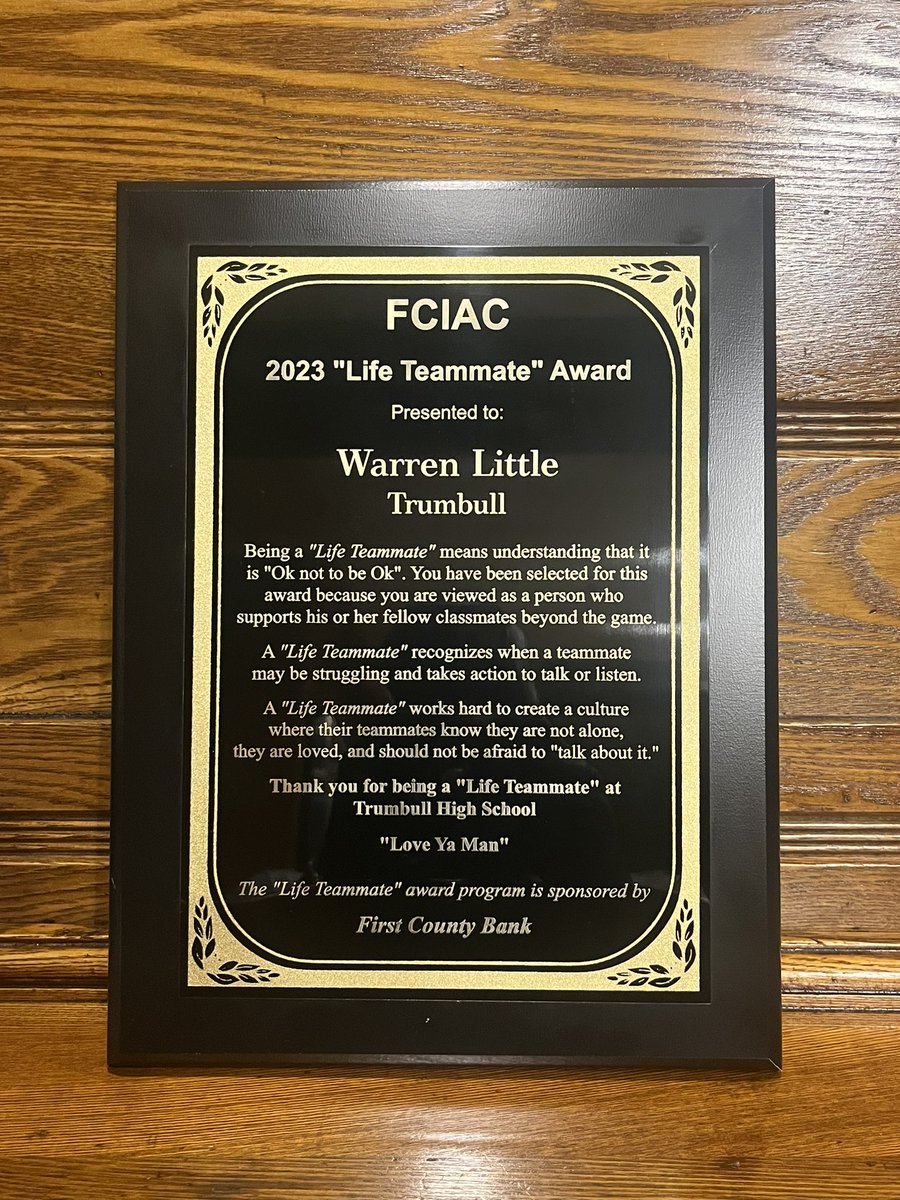 FCIAC
2023 "Life Teammate" Award
Presented to:
Warren Little
Trumbull
Being a "Life Teammate" means understanding that it
is "Ok not to be Ok". You have been selected for this
award because you are viewed as a person who
supports his or her fellow classmates beyond the game.
A "Life Teammate" recognizes when a teammate
may be struggling and takes action to talk or listen.
A "Life Teammate" works hard to create a culture
where their teammates know they are not alone,
they are loved, and should not be afraid to "talk about it."
Thank you for being a "Life Teammate" at
Trumbull High School
"Love Ya Man"
The "Life Teammate" award program is sponsored by
First County Bank